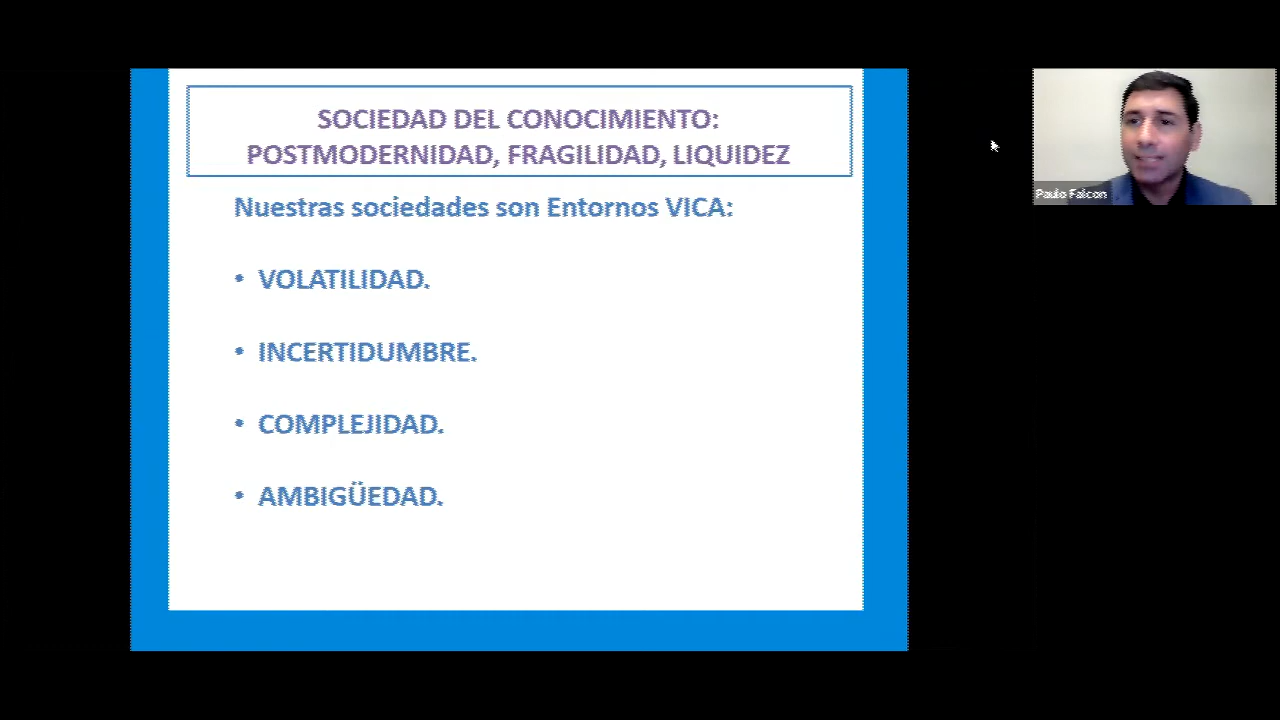 SOCIEDAD DEL CONOCIMIENTO:
POSTMODERNIDAD, FRAGILIDAD, LIQUIDEZ
Nuestras sociedades son Entornos VICA:
• VOLATILIDAD.
• INCERTIDUMBRE.
• COMPLEJIDAD.
• AMBIGÜEDAD.
Paulo Falcon